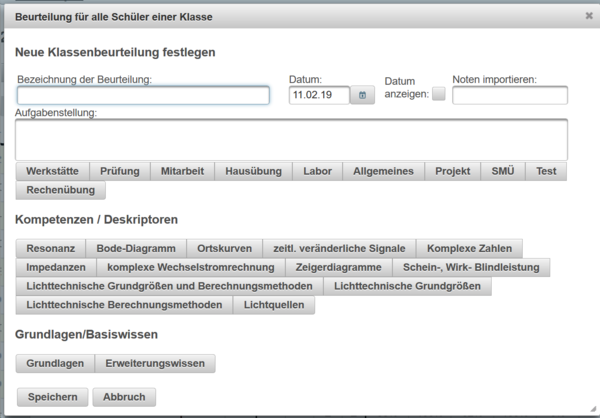 Beurteilung für alle Schüler einer Klasse
Neue Klassenbeurteilung festlegen
Bezeichnung der Beurteilung: Datum: Datum anzeigen: Noten importieren:
11.02.19
Aufgabenstellung:
Werkstätte Prüfung Mitarbeit Hausübung Labor Allgemeines Projekt SMÜ Test
Rechenübung
Kompetenzen / Deskriptoren
Resonanz Bode-Diagramm Ortskurven zeitl. veränderliche Signale Komplexe Zahlen
Impedanzen komplexe Wechselstromrechnung Zeigerdiagramme Schein-, Wirk- Blindleistung
Lichttechnische Grundgrößen und Berechnungsmethoden Lichttechnische Grundgrößen
Lichttechnische Berechnungsmethoden Lichtquellen
Grundlagen/Basiswissen
Grundlagen Erweiterungswissen
Speichern Abbruch